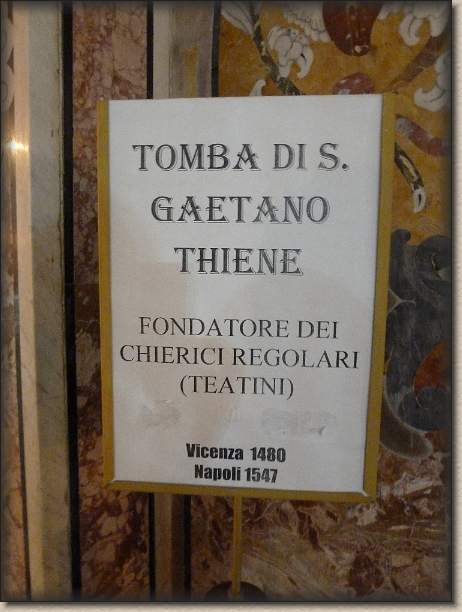 TOMBA DI S.
GAETANO
THIENE
FONDATORE DEI
CHIERICI REGOLARI
(TEATINI)
Vicenza 1480
Napoli 1547